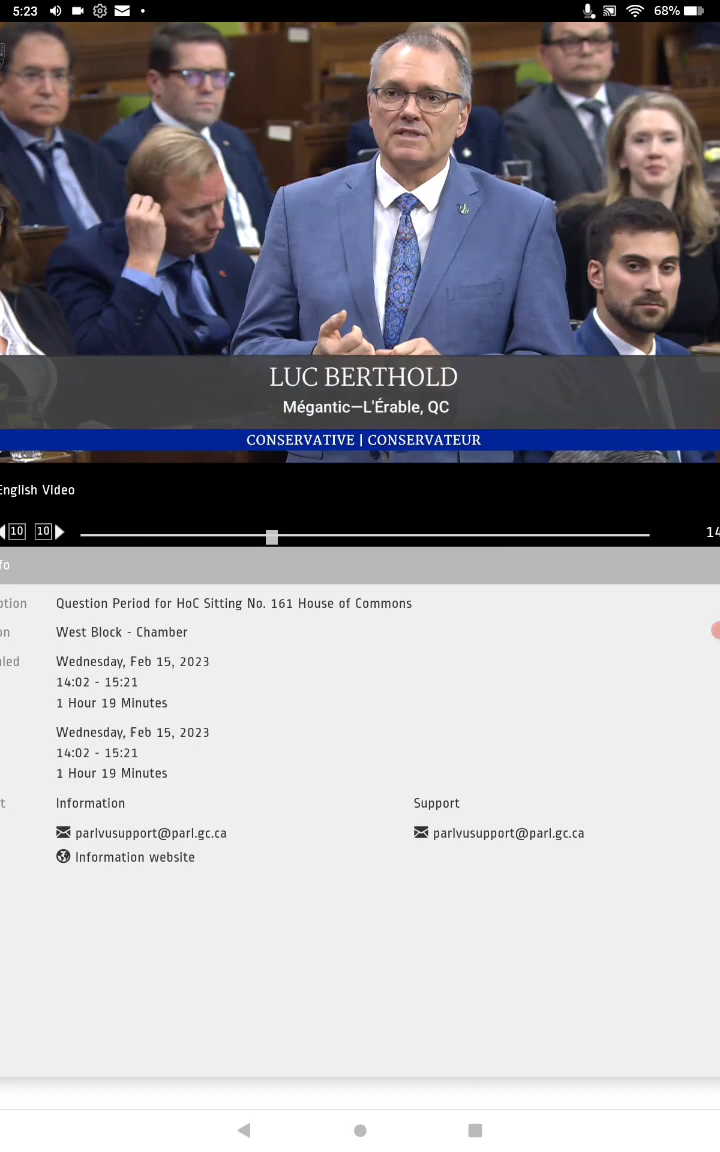 5:23
68%
LUC BERTHOLD
Mégantic—L'Érable, QC
CONSERVATIVE | CONSERVATEUR
English Video
10 10
14
fo
ption Question Period for HoC Sitting No. 161 House of Commons
on West Block - Chamber
uled Wednesday, Feb 15, 2023
14:02 - 15:21
1 Hour 19 Minutes
Wednesday, Feb 15, 2023
14:02 - 15:21
1 Hour 19 Minutes
t Information Support
parlvusupport@parl.gc.ca parlvusupport@parl.gc.ca
Information website